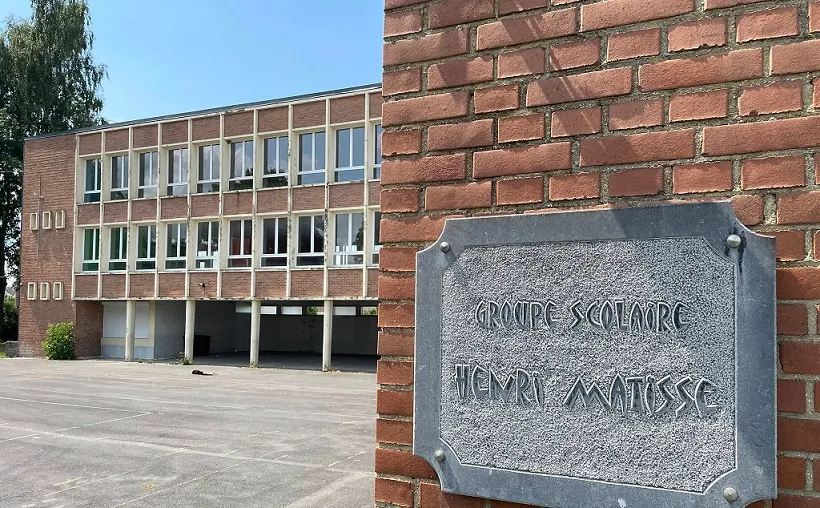 GROUPE SCOLAIRE
HENRI MATISSE